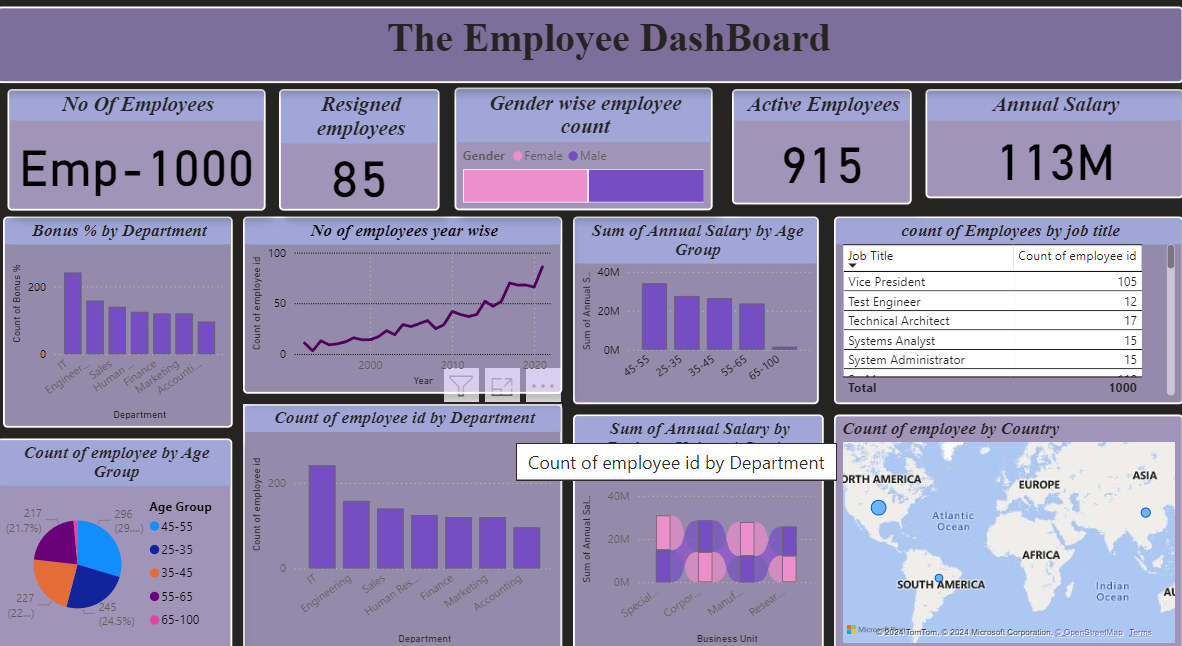 The Employee DashBoard
No Of Employees
Emp-1000
Resigned
employees
85
Gender wise employee
count
Gender Female Male
Active Employees
915
Annual Salary
113M
Bonus % by Department
Count of Bonus %
200
0
IT
Engineer...
Sales
Human ...
Finance
Marketing
Accounti...
Department
No of employees year wise
Count of employee id
100
50
0
2000
2010
2020
Year
Sum of Annual Salary by Age
Group
Sum of Annual S...
40M
20M
0M
45-55
25-35
35-45
55-65
65-100
count of Employees by job title
Job Title Count of employee id
Vice President 105
Test Engineer 12
Technical Architect 17
Systems Analyst 15
System Administrator 15
Total 1000
Count of employee by Age
Group
217
(21.7%)
296
(29....)
227
(22...)
245
(24.5%)
Age Group
45-55
25-35
35-45
55-65
65-100
Count of employee id by Department
Count of employee id
200
0
IT
Engineering
Sales
Human Res...
Finance
Marketing
Accounting
Department
Count of employee id by Department
Sum of Annual Salary by
Sum of Annual Sal...
40M
20M
0M
Special...
Corpor...
Manuf...
Resear...
Business Unit
Count of employee by Country
ORTH AMERICA
EUROPE
ASIA
Atlantic
Ocean
AFRICA
SOUTH AMERICA
Indian
Ocean
AU
© 2024 TomTom, © 2024 Microsoft Corporation, © OpenStreetMap Terms